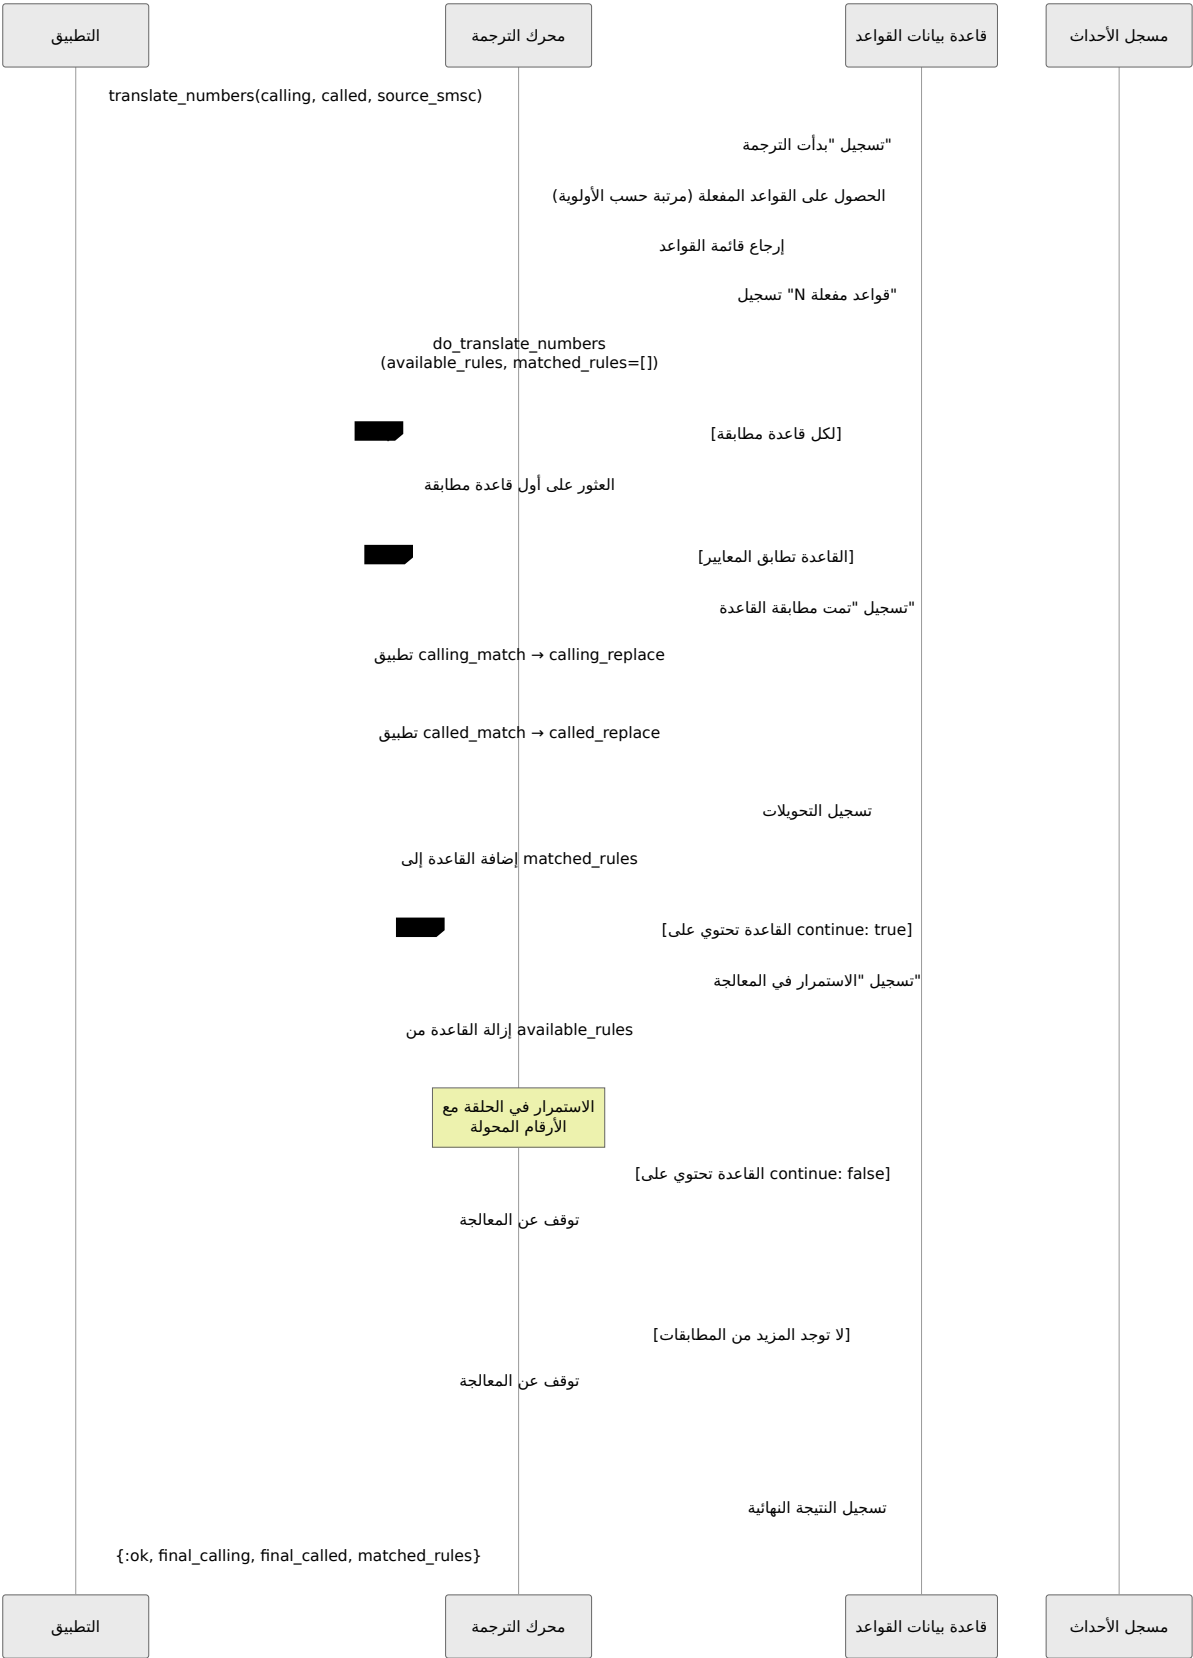 التطبيق
محرك الترجمة
قاعدة بيانات القواعد
مسجل الأحداث
translate_numbers(calling, called, source_smsc)
تسجيل "بدأت الترجمة"
الحصول على القواعد المفعلة (مرتبة حسب الأولوية)
إرجاع قائمة القواعد
تسجيل "N قواعد مفعلة"
do_translate_numbers
(available_rules, matched_rules=[])
[لكل قاعدة مطابقة]
العثور على أول قاعدة مطابقة
[القاعدة تطابق المعايير]
تسجيل "تمت مطابقة القاعدة"
تطبيق calling_match → calling_replace
تطبيق called_match → called_replace
تسجيل التحويلات
إضافة القاعدة إلى matched_rules
[القاعدة تحتوي على continue: true]
تسجيل "الاستمرار في المعالجة"
إزالة القاعدة من available_rules
الاستمرار في الحلقة مع
الأرقام المحولة
[القاعدة تحتوي على continue: false]
توقف عن المعالجة
[لا توجد المزيد من المطابقات]
توقف عن المعالجة
تسجيل النتيجة النهائية
{:ok, final_calling, final_called, matched_rules}
التطبيق
محرك الترجمة
قاعدة بيانات القواعد
مسجل الأحداث